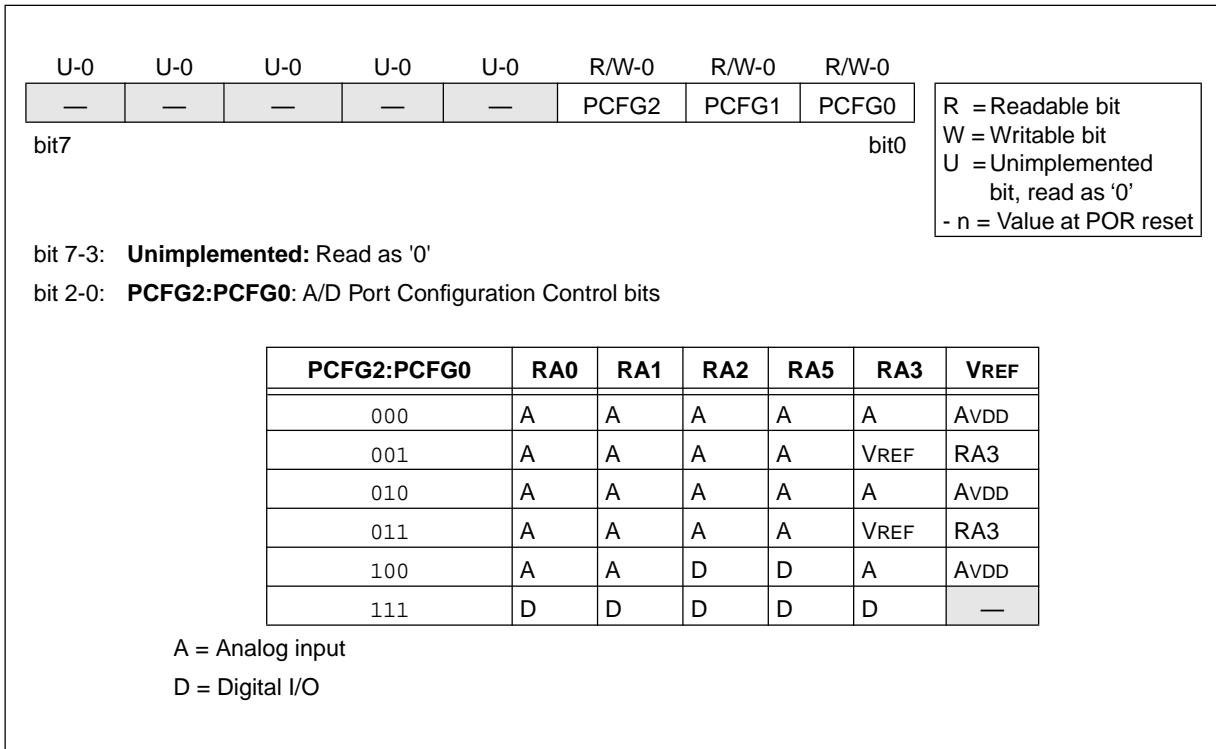 U-0 U-0 U-0 U-0 U-0 R/W-0 R/W-0 R/W-0
— — — — — PCFG2 PCFG1 PCFG0
bit7 bit0
R = Readable bit
W = Writable bit
U = Unimplemented
bit, read as ‘0’
- n = Value at POR reset
bit 7-3: Unimplemented: Read as '0'
bit 2-0: PCFG2:PCFG0: A/D Port Configuration Control bits
PCFG2:PCFG0 RA0 RA1 RA2 RA5 RA3 VREF
000 A A A A A AVDD
001 A A A A VREF RA3
010 A A A A A AVDD
011 A A A A VREF RA3
100 A A D D A AVDD
111 D D D D D —
A = Analog input
D = Digital I/O